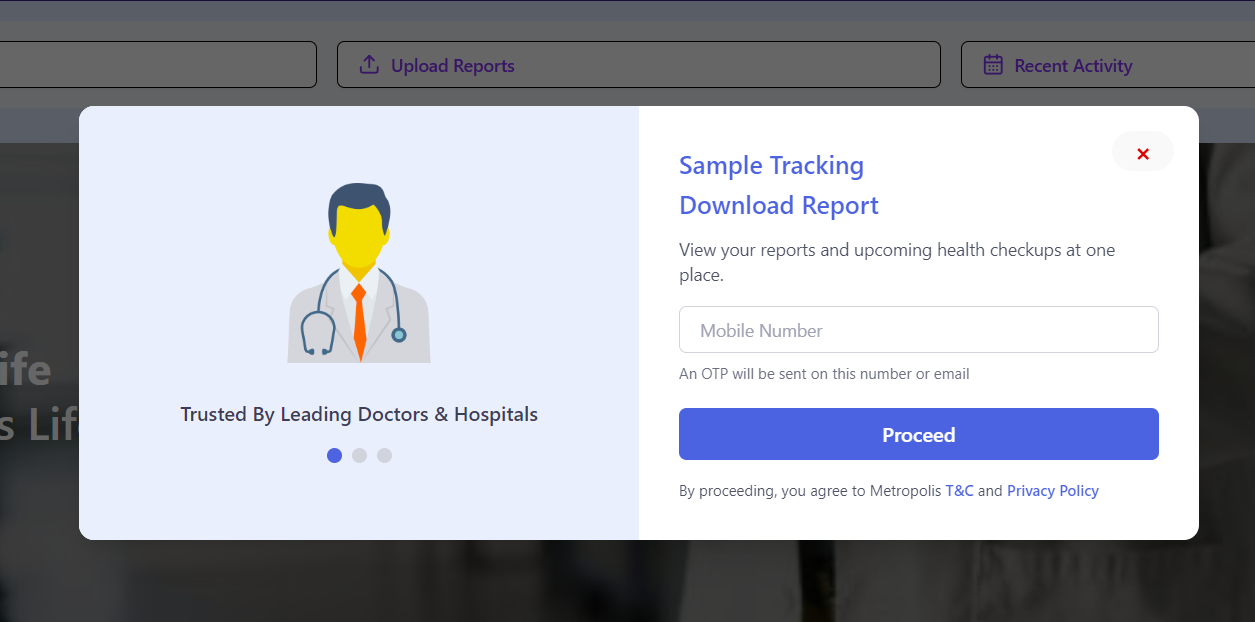 Upload Reports
Recent Activity
Sample Tracking
Download Report
View your reports and upcoming health checkups at one
place.
Mobile Number
An OTP will be sent on this number or email
Proceed
By proceeding, you agree to Metropolis T&C and Privacy Policy
Trusted By Leading Doctors & Hospitals